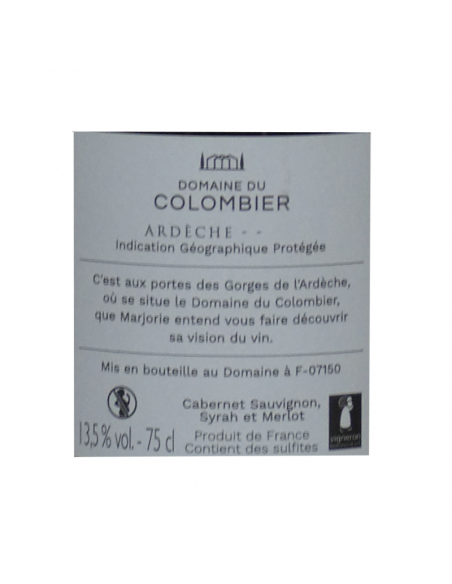 DOMAINE DU
COLOMBIER
ARDÈCHE - -
Indication Géographique Protégée
C'est aux portes des Gorges de l'Ardèche,
où se situe le Domaine du Colombier,
que Marjorie entend vous faire découvrir
sa vision du vin.
Mis en bouteille au Domaine à F-07150
13,5% vol. - 75 cl
Cabernet Sauvignon,
Syrah et Merlot
Produit de France
Contient des sulfites
vigneron